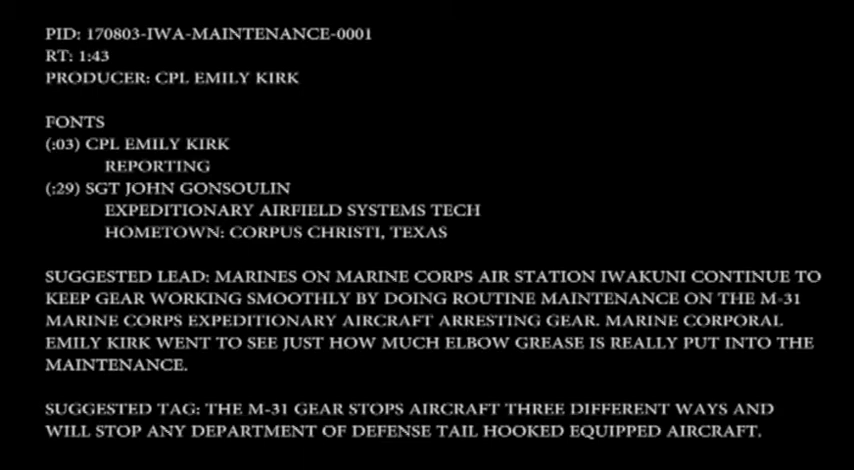 PID: 170803-IWA-MAINTENANCE-0001
RT: 1:43
PRODUCER: CPL EMILY KIRK
FONTS
(:03) CPL EMILY KIRK
REPORTING
(:29) SGT JOHN GONSOULIN
EXPEDITIONARY AIRFIELD SYSTEMS TECH
HOMETOWN: CORPUS CHRISTI, TEXAS
SUGGESTED LEAD: MARINES ON MARINE CORPS AIR STATION IWAKUNI CONTINUE TO
KEEP GEAR WORKING SMOOTHLY BY DOING ROUTINE MAINTENANCE ON THE M-31
MARINE CORPS EXPEDITIONARY AIRCRAFT ARRESTING GEAR. MARINE CORPORAL
EMILY KIRK WENT TO SEE JUST HOW MUCH ELBOW GREASE IS REALLY PUT INTO THE
MAINTENANCE.
SUGGESTED TAG: THE M-31 GEAR STOPS AIRCRAFT THREE DIFFERENT WAYS AND
WILL STOP ANY DEPARTMENT OF DEFENSE TAIL HOOKED EQUIPPED AIRCRAFT.